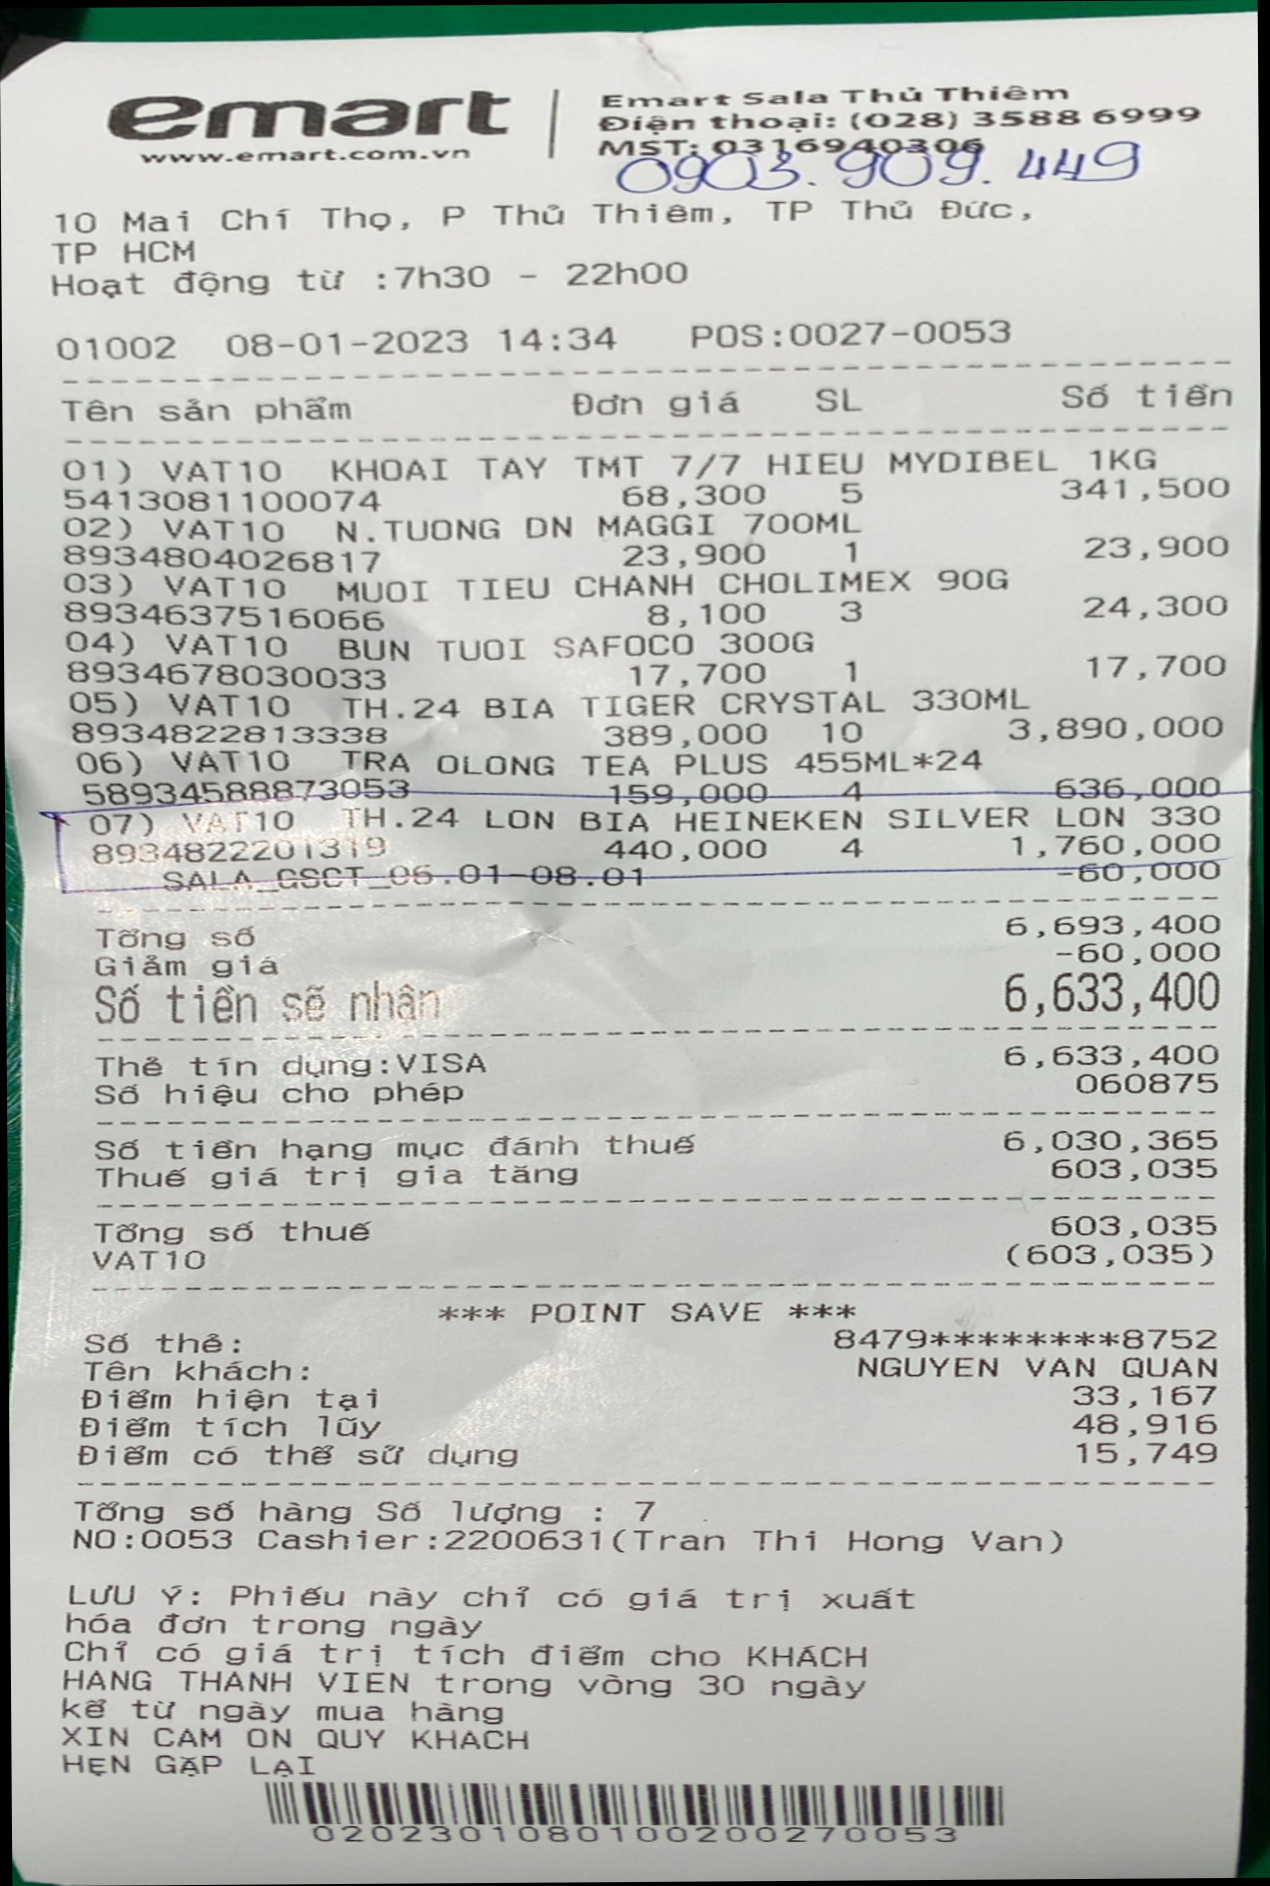 emart
www.emart.com.vn
Emart Sala Thủ Thiêm
Điện thoại: (028) 3588 6999
MST: 0316940306
0903.909.449
10 Mai Chí Thọ, P Thủ Thiêm, TP Thủ Đức,
TP HCM
Hoạt động từ :7h30 - 22h00
01002 08-01-2023 14:34 POS:0027-0053
Tên sản phẩm Đơn giá SL Số tiền
01) VAT10 KHOAI TAY TMT 7/7 HIEU MYDIBEL 1KG
5413081100074 68,300 5 341,500
02) VAT10 N.TUONG DN MAGGI 700ML
8934804026817 23,900 1 23,900
03) VAT10 MUOI TIEU CHANH CHOLIMEX 90G
8934637516066 8,100 3 24,300
04) VAT10 BUN TUOI SAFOCO 300G
8934678030033 17,700 1 17,700
05) VAT10 TH.24 BIA TIGER CRYSTAL 330ML
8934822813338 389,000 10 3,890,000
06) VAT10 TRA OLONG TEA PLUS 455ML*24
58934588873053 159,000 4 636,000
07) VAT10 TH.24 LON BIA HEINEKEN SILVER LON 330
8934822201319 440,000 4 1,760,000
SALA_GSCT_06.01-08.01 -60,000
Tổng số 6,693,400
Giảm giá -60,000
Số tiền sẽ nhận 6,633,400
Thẻ tín dụng:VISA 6,633,400
Số hiệu cho phép 060875
Số tiền hạng mục đánh thuế 6,030,365
Thuế giá trị gia tăng 603,035
Tổng số thuế 603,035
VAT10 (603,035)
*** POINT SAVE ***
Số thẻ: 8479********8752
Tên khách: NGUYEN VAN QUAN
Điểm hiện tại 33,167
Điểm tích lũy 48,916
Điểm có thể sử dụng 15,749
Tổng số hàng Số lượng : 7
NO:0053 Cashier:2200631(Tran Thi Hong Van)
LƯU Ý: Phiếu này chỉ có giá trị xuất
hóa đơn trong ngày
Chỉ có giá trị tích điểm cho KHÁCH
HÀNG THÀNH VIÊN trong vòng 30 ngày
kể từ ngày mua hàng
XIN CAM ON QUY KHACH
HẸN GẶP LẠI
02023010801002002700​53